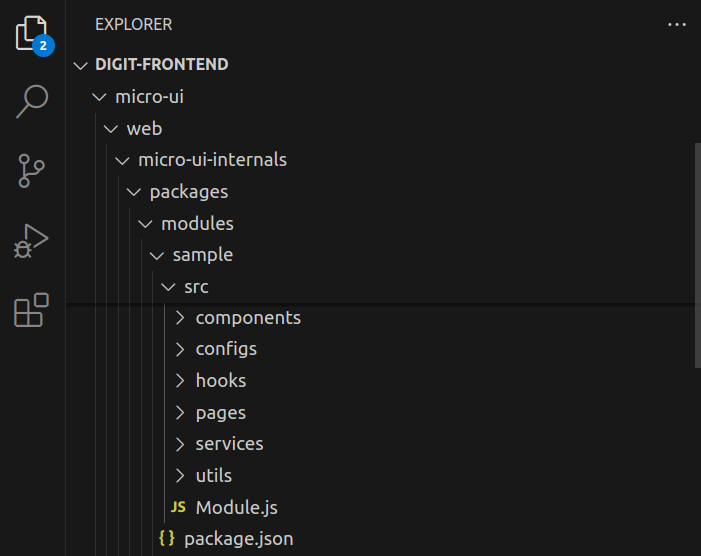 EXPLORER ...
2
DIGIT-FRONTEND
micro-ui
web
micro-ui-internals
packages
modules
sample
src
components
configs
hooks
pages
services
utils
JS Module.js
{ } package.json